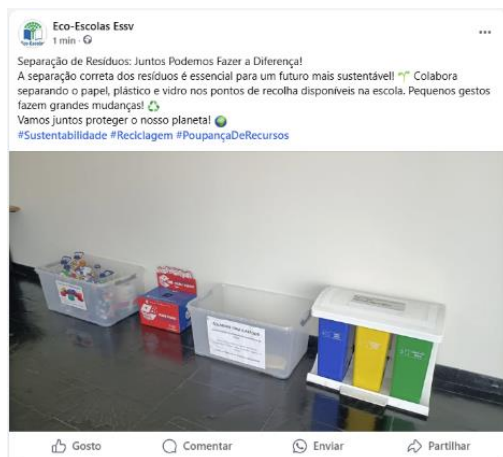 Eco-Escolas Essv
1 min ·
Separação de Resíduos: Juntos Podemos Fazer a Diferença!
A separação correta dos resíduos é essencial para um futuro mais sustentável! 🌱 Colabora
separando o papel, plástico e vidro nos pontos de recolha disponíveis na escola. Pequenos gestos
fazem grandes mudanças! ♻️
Vamos juntos proteger o nosso planeta! 🌍
#Sustentabilidade #Reciclagem #PoupançaDeRecursos
Gosto
Comentar
Enviar
Partilhar